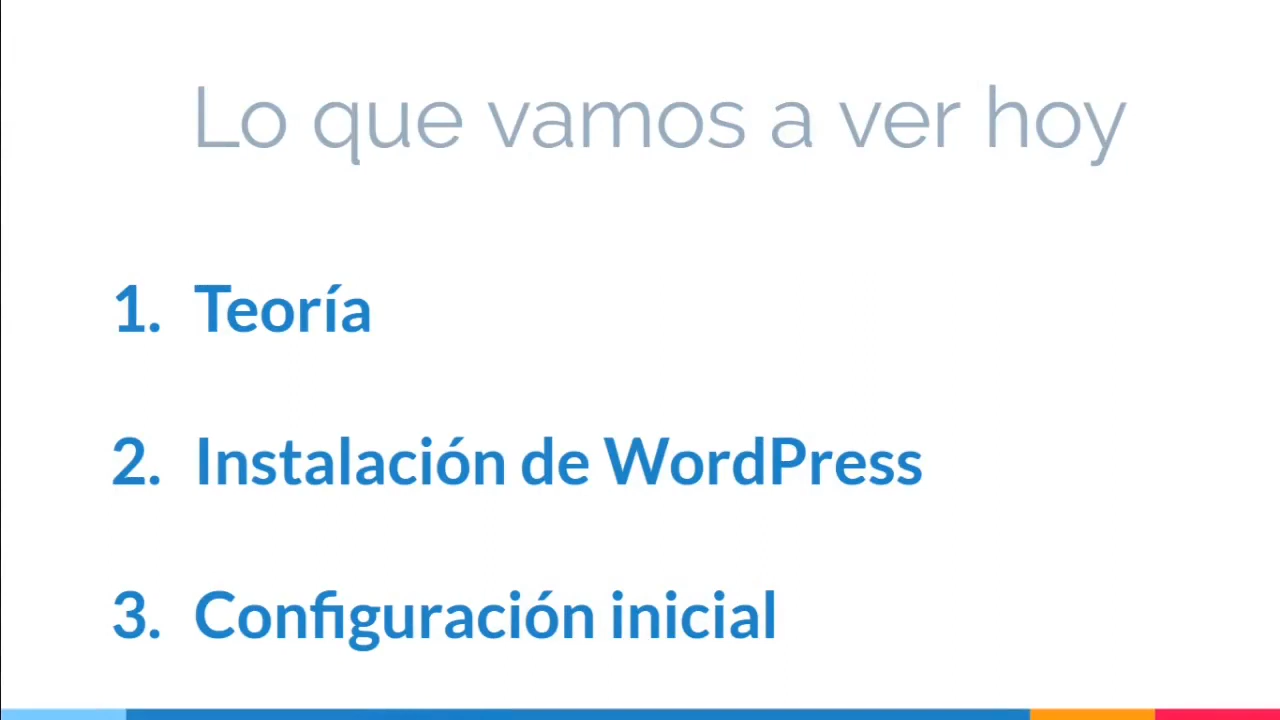 Lo que vamos a ver hoy
1. Teoría
2. Instalación de WordPress
3. Configuración inicial